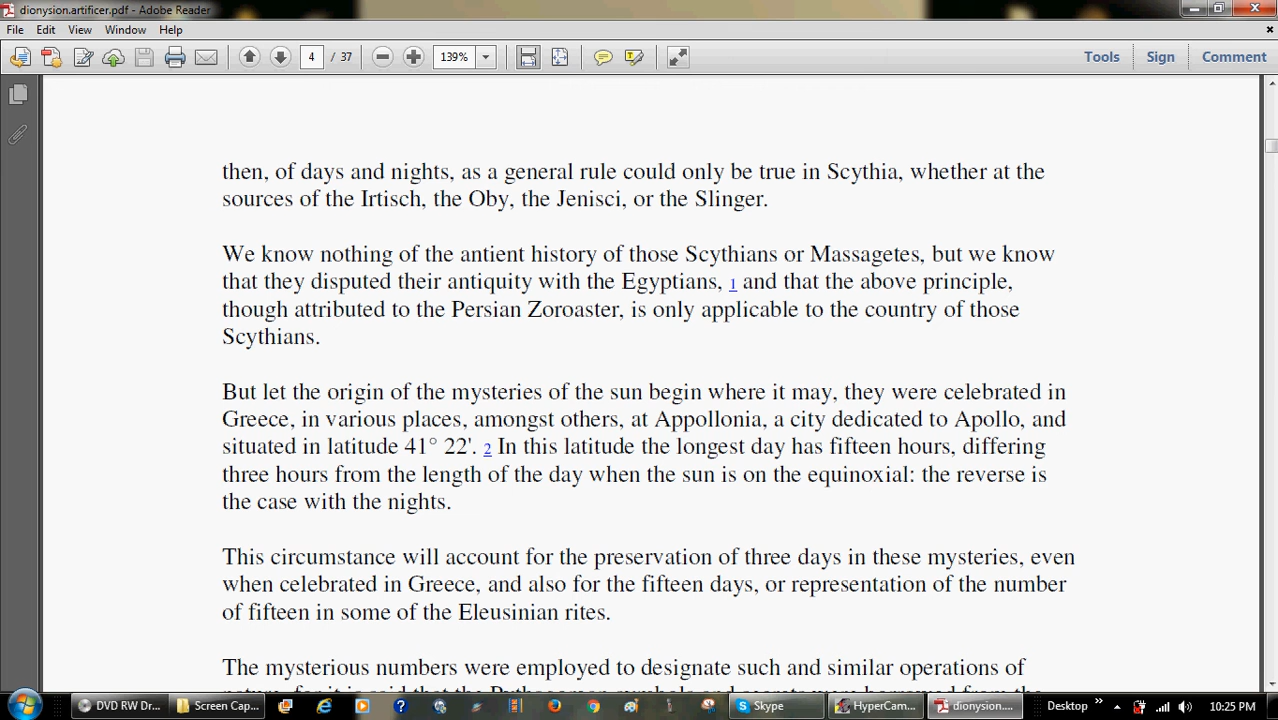 dionysion.artificer.pdf - Adobe Reader
File Edit View Window Help
4 / 37 139% Tools Sign Comment
then, of days and nights, as a general rule could only be true in Scythia, whether at the
sources of the Irtisch, the Oby, the Jenisci, or the Slinger.
We know nothing of the antient history of those Scythians or Massagetes, but we know
that they disputed their antiquity with the Egyptians, 1 and that the above principle,
though attributed to the Persian Zoroaster, is only applicable to the country of those
Scythians.
But let the origin of the mysteries of the sun begin where it may, they were celebrated in
Greece, in various places, amongst others, at Appollonia, a city dedicated to Apollo, and
situated in latitude 41° 22'. 2 In this latitude the longest day has fifteen hours, differing
three hours from the length of the day when the sun is on the equinoxial: the reverse is
the case with the nights.
This circumstance will account for the preservation of three days in these mysteries, even
when celebrated in Greece, and also for the fifteen days, or representation of the number
of fifteen in some of the Eleusinian rites.
The mysterious numbers were employed to designate such and similar operations of
DVD RW Dr... Screen Cap... Skype HyperCam... dionysion.... Desktop » 10:25 PM